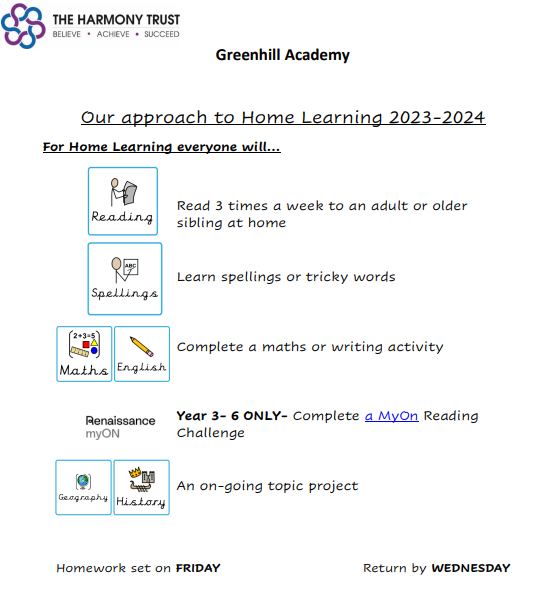 THE HARMONY TRUST
BELIEVE • ACHIEVE • SUCCEED
Greenhill Academy
Our approach to Home Learning 2023-2024
For Home Learning everyone will...
Reading
Read 3 times a week to an adult or older
sibling at home
ABC
Spellings
Learn spellings or tricky words
2+3=5
Maths
English
Complete a maths or writing activity
Renaissance
myON
Year 3- 6 ONLY- Complete a MyOn Reading
Challenge
Geography
History
An on-going topic project
Homework set on FRIDAY
Return by WEDNESDAY